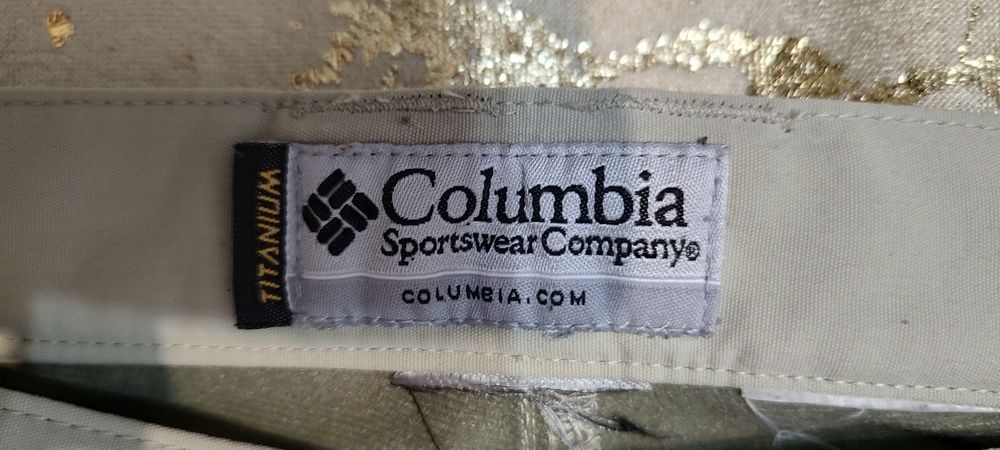 TITANIUM
Columbia
Sportswear Company®
COLUMBIA.COM